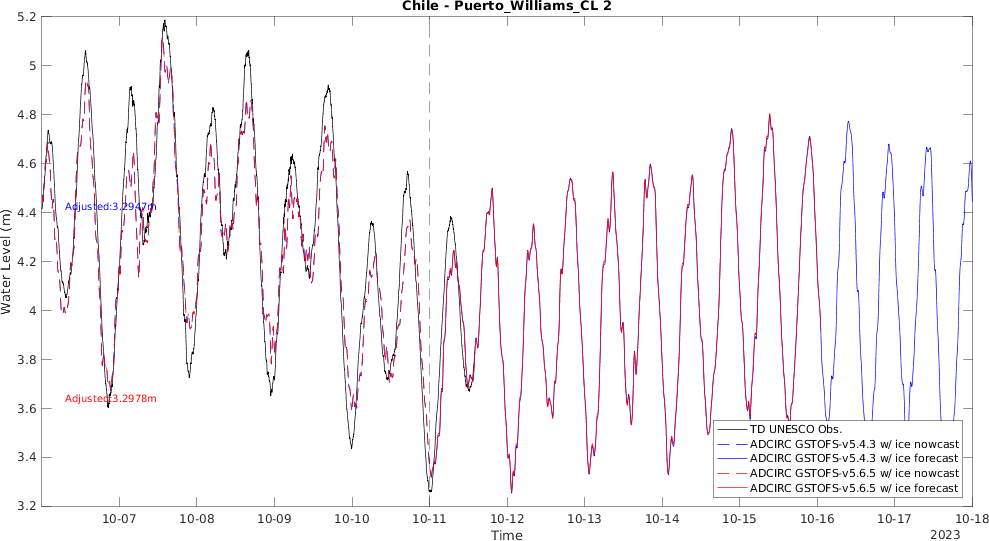 Chile - Puerto_Williams_CL 2
5.2
5
4.8
4.6
4.4
4.2
4
3.8
3.6
3.4
3.2
Water Level (m)
Adjusted:3.2947m
Adjusted:3.2978m
TD UNESCO Obs.
ADCIRC GSTOFS-v5.4.3 w/ ice nowcast
ADCIRC GSTOFS-v5.4.3 w/ ice forecast
ADCIRC GSTOFS-v5.6.5 w/ ice nowcast
ADCIRC GSTOFS-v5.6.5 w/ ice forecast
10-07 10-08 10-09 10-10 10-11 10-12 10-13 10-14 10-15 10-16 10-17 10-18
Time
2023